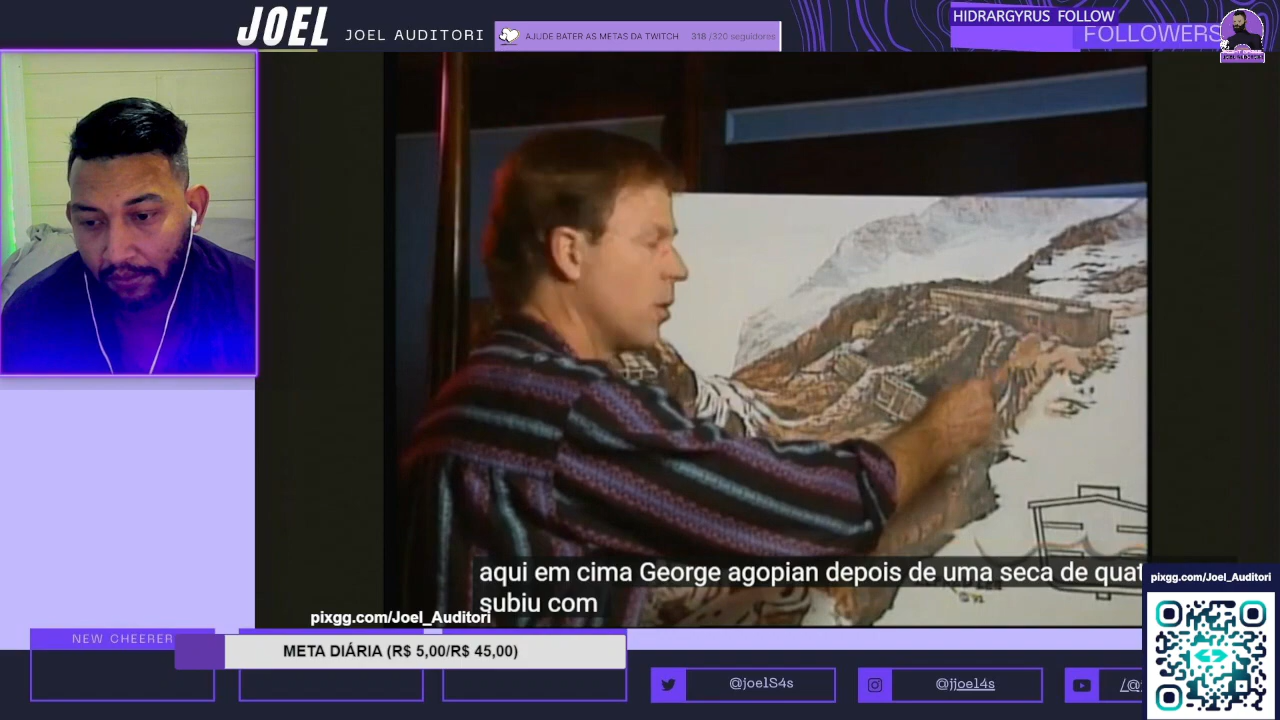 JOEL
JOEL AUDITORI
AJUDE BATER AS METAS DA TWITCH 318 /320 seguidores
HIDRARGYRUS FOLLOW
FOLLOWERS
aqui em cima George agopian depois de uma seca de quat
subiu com
pixgg.com/Joel_Auditori
pixgg.com/Joel_Auditori
NEW CHEERER
META DIÁRIA (R$ 5,00/R$ 45,00)
@joelS4s
@jjoel4s
/@